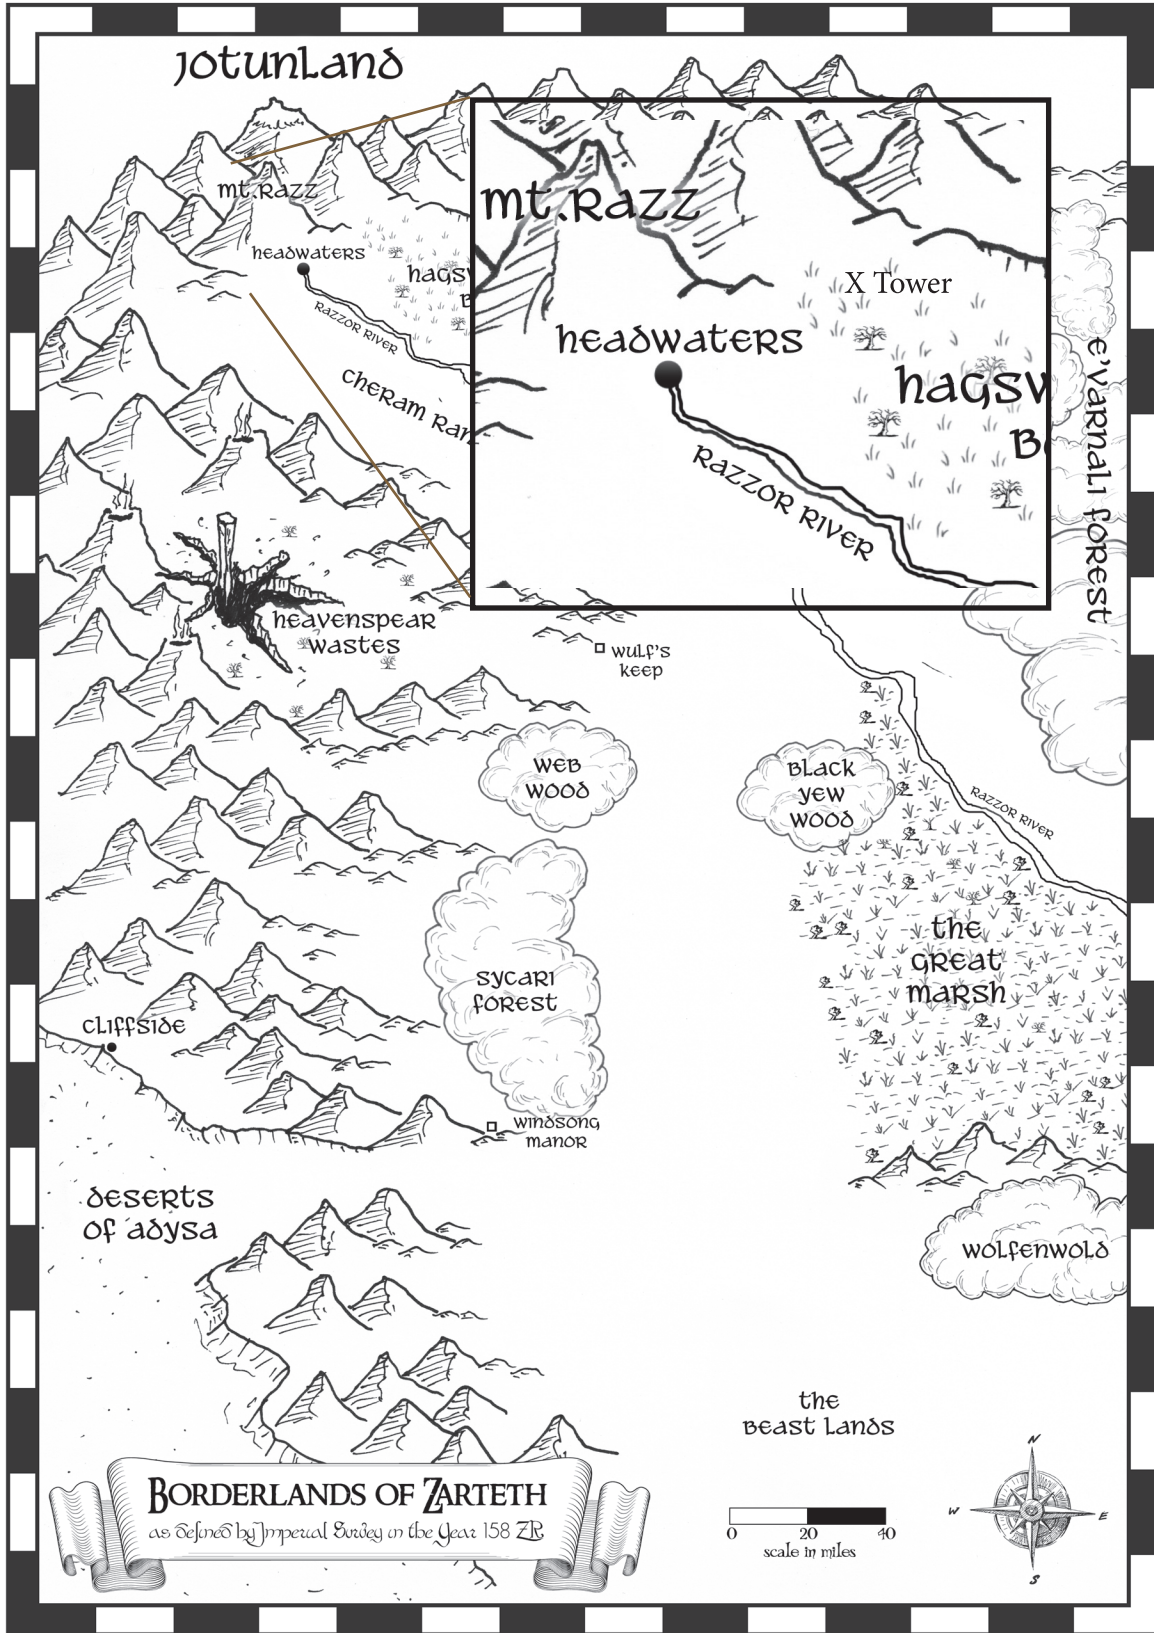 Jotunland
mt. Razz
headwaters
hagsw
B
Razzor River
Cheram Ran
mt. Razz
X Tower
headwaters
hagsw
Bo
Razzor River
e'varnali forest
heavenspear
wastes
wulf's
keep
web
wood
Black
yew
wood
Razzor River
the
great
marsh
sycari
forest
cliffside
windsong
manor
deserts
of adysa
wolfenwold
the
Beast Lands
Borderlands of Zarteth
as defined by Imperial Survey in the Year 158 ZR
0 20 40
scale in miles
N
W E
S